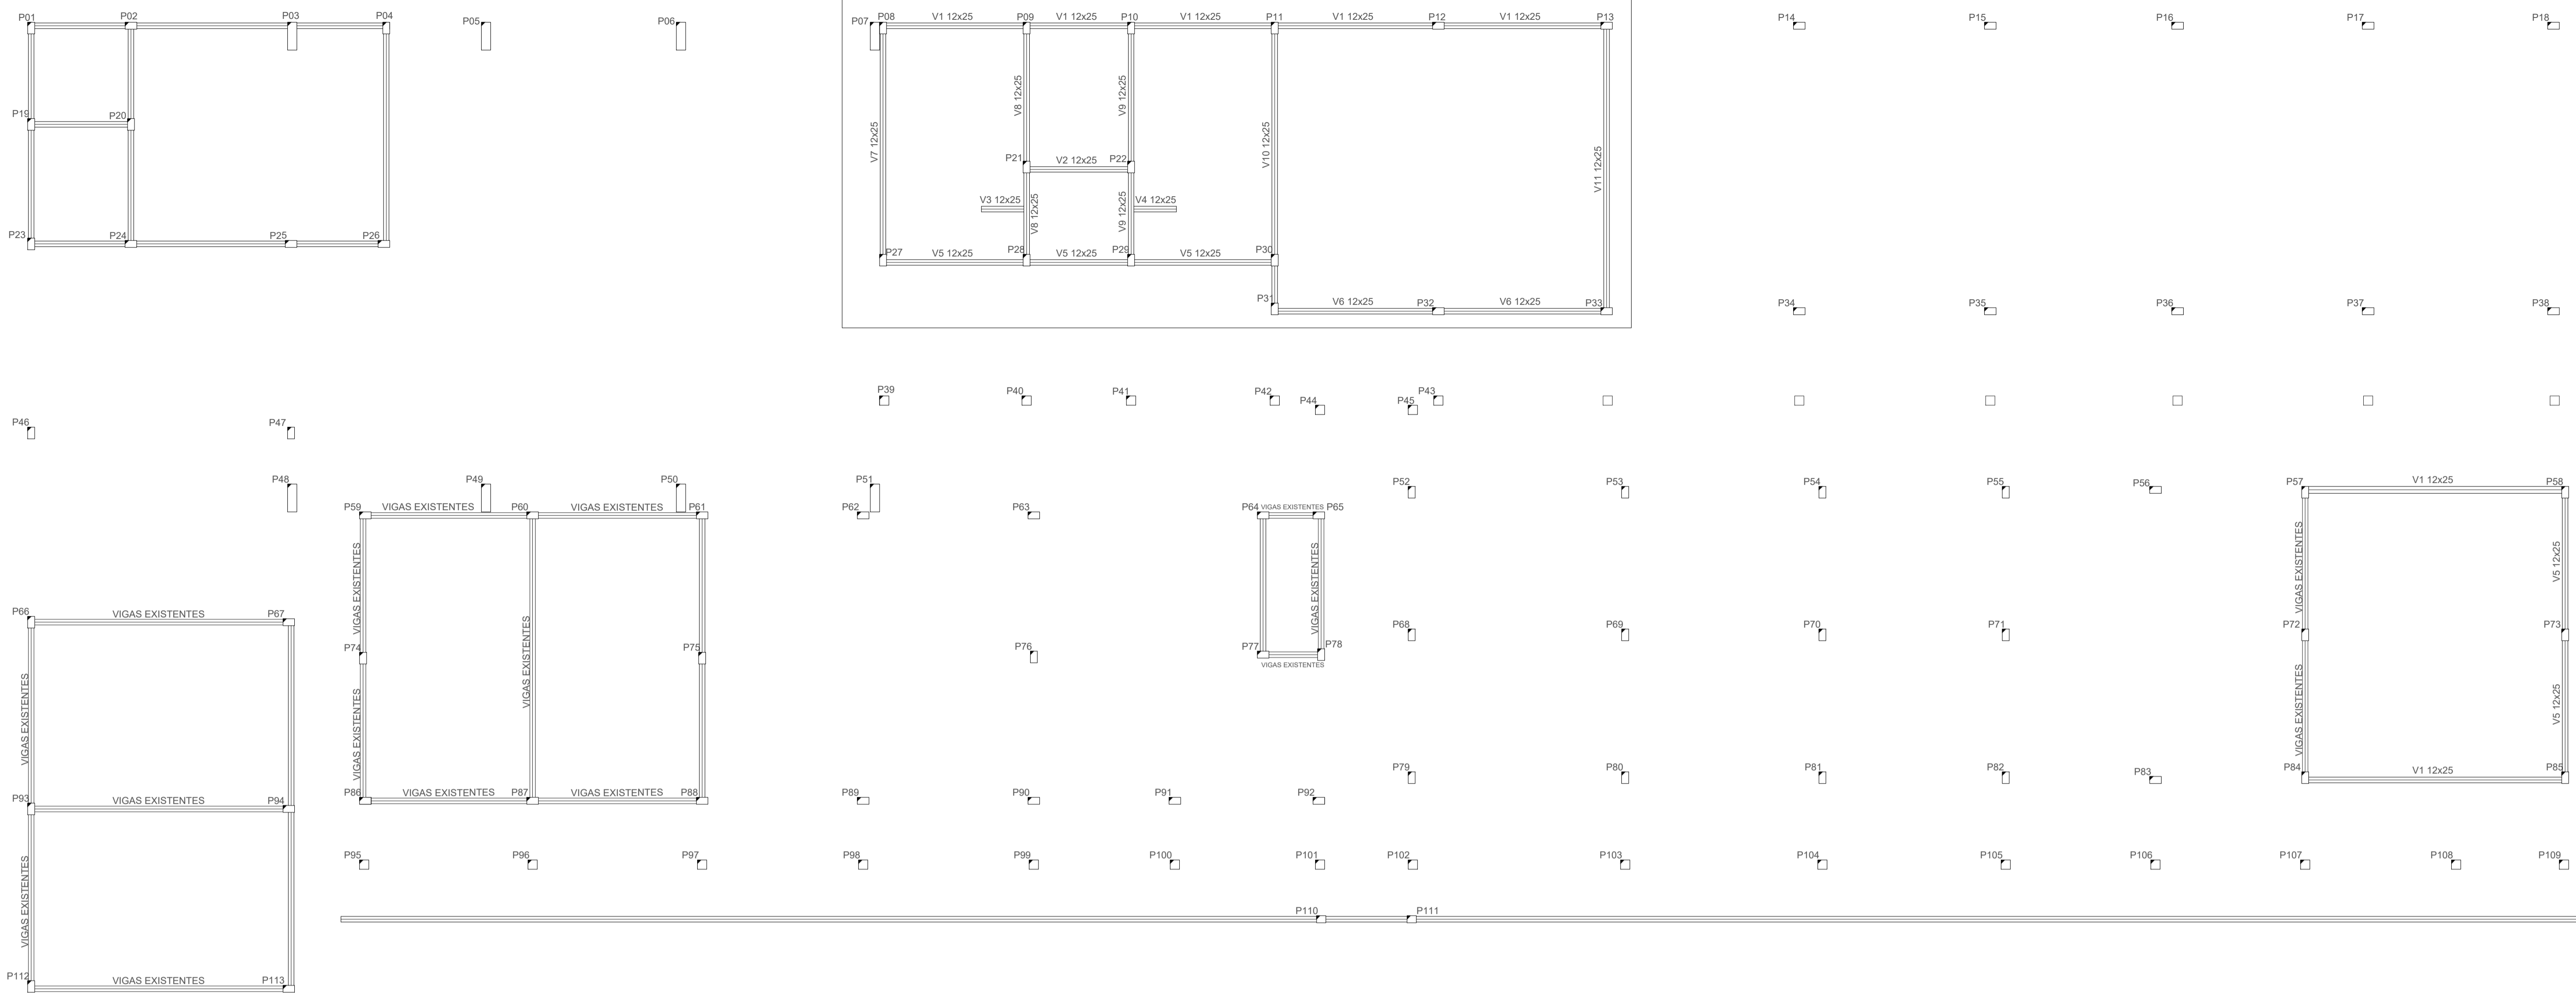 P01 P02 P03 P04 P05 P06 P07 P08 V1 12x25 P09 V1 12x25 P10 V1 12x25 P11 V1 12x25 P12 V1 12x25 P13 P14 P15 P16 P17 P18
V8 12x25
V9 12x25
P19 P20
V7 12x25
V10 12x25
P21 V2 12x25 P22
V11 12x25
V3 12x25
V8 12x25
V9 12x25
V4 12x25
P23 P24 P25 P26
P27 V5 12x25 P28 V5 12x25 P29 V5 12x25 P30
P31 V6 12x25 P32 V6 12x25 P33 P34 P35 P36 P37 P38
P39 P40 P41 P42 P43
P44 P45
P46 P47
P48 P49 P50 P51 P52 P53 P54 P55 P56 P57 V1 12x25 P58
P59 VIGAS EXISTENTES P60 VIGAS EXISTENTES P61 P62 P63 P64 VIGAS EXISTENTES P65
VIGAS EXISTENTES
VIGAS EXISTENTES
VIGAS EXISTENTES
V5 12x25
P66 VIGAS EXISTENTES P67 P68 P69 P70 P71 P72 P73
VIGAS EXISTENTES
P74 P75 P76 P77 P78
VIGAS EXISTENTES
VIGAS EXISTENTES
VIGAS EXISTENTES
VIGAS EXISTENTES
V5 12x25
P79 P80 P81 P82 P83 P84 V1 12x25 P85
P86 VIGAS EXISTENTES P87 VIGAS EXISTENTES P88 P89 P90 P91 P92
P93 VIGAS EXISTENTES P94
P95 P96 P97 P98 P99 P100 P101 P102 P103 P104 P105 P106 P107 P108 P109
VIGAS EXISTENTES
P110 P111
P112 VIGAS EXISTENTES P113